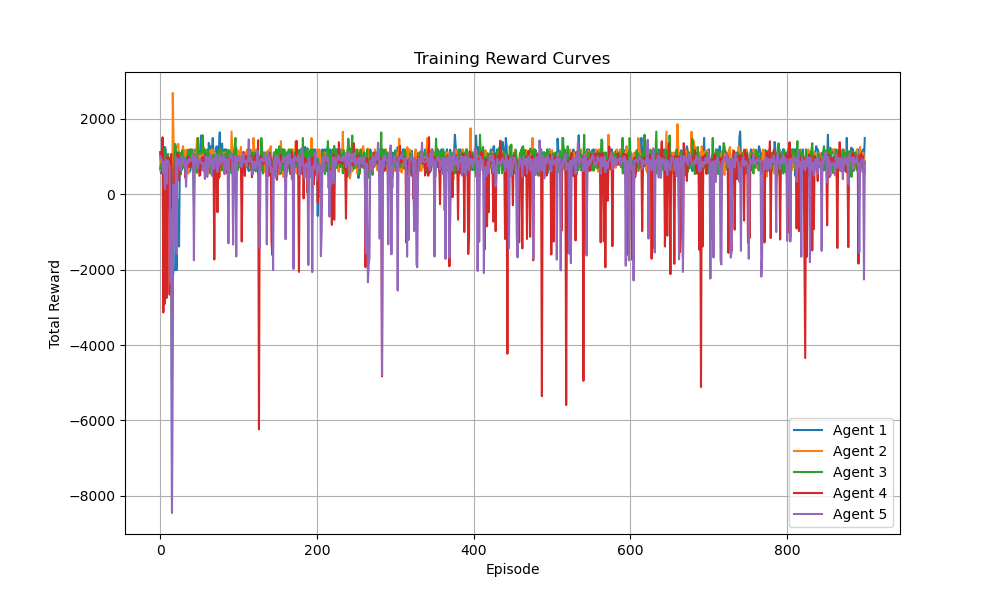 Training Reward Curves
Total Reward
2000
0
−2000
−4000
−6000
−8000
0 200 400 600 800
Episode
Agent 1
Agent 2
Agent 3
Agent 4
Agent 5